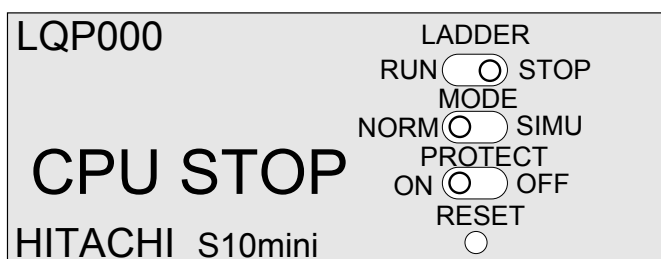 LQP000
LADDER
RUN STOP
MODE
NORM SIMU
PROTECT
CPU STOP
ON OFF
RESET
HITACHI S10mini